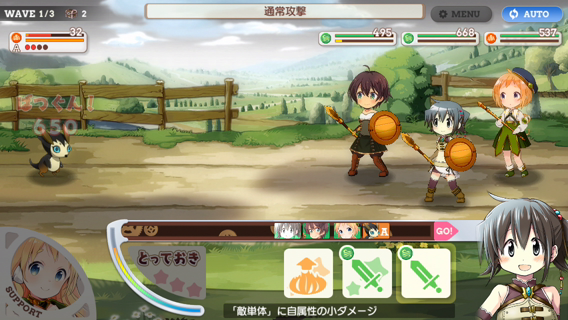 WAVE 1/3 2
通常攻撃
MENU
AUTO
32
A
495
668
537
ばっくん!
650
GO!
A
とっておき
SUPPORT
「敵単体」に自属性の小ダメージ